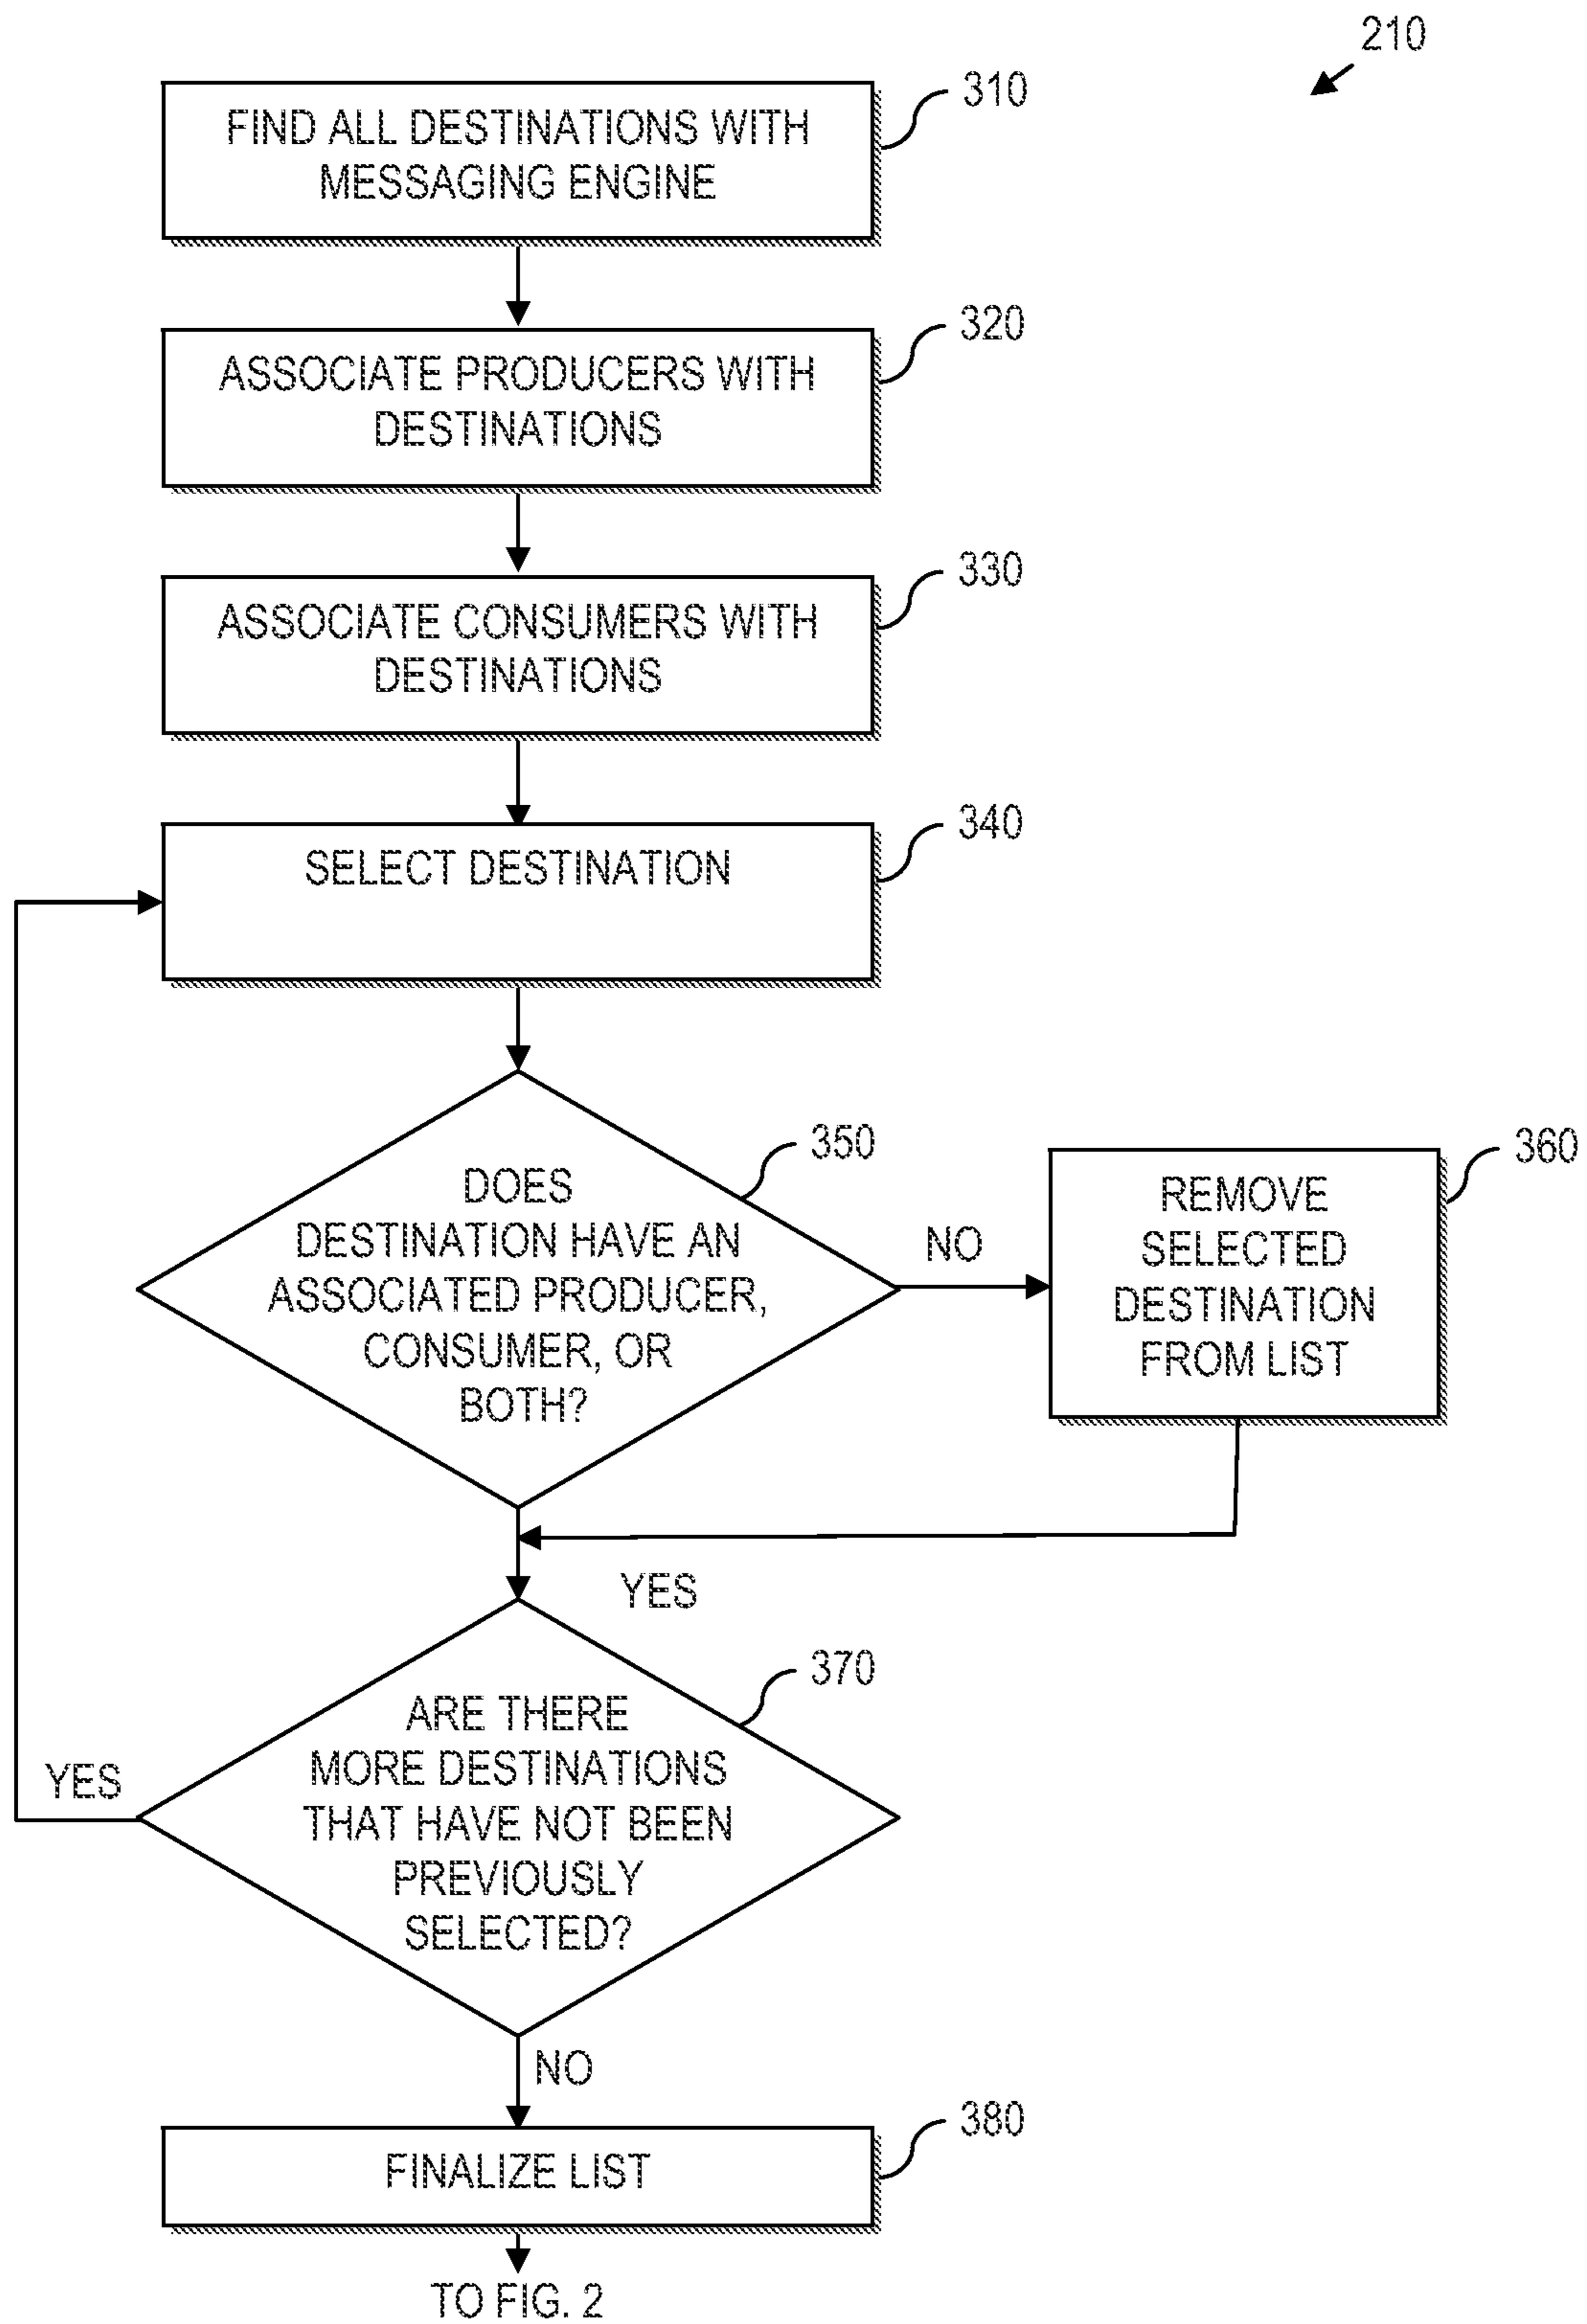 210
310
FIND ALL DESTINATIONS WITH
MESSAGING ENGINE
320
ASSOCIATE PRODUCERS WITH
DESTINATIONS
330
ASSOCIATE CONSUMERS WITH
DESTINATIONS
340
SELECT DESTINATION
350
DOES
DESTINATION HAVE AN
ASSOCIATED PRODUCER,
CONSUMER, OR
BOTH?
NO
360
REMOVE
SELECTED
DESTINATION
FROM LIST
YES
370
ARE THERE
MORE DESTINATIONS
THAT HAVE NOT BEEN
PREVIOUSLY
SELECTED?
YES
NO
380
FINALIZE LIST
TO FIG. 2